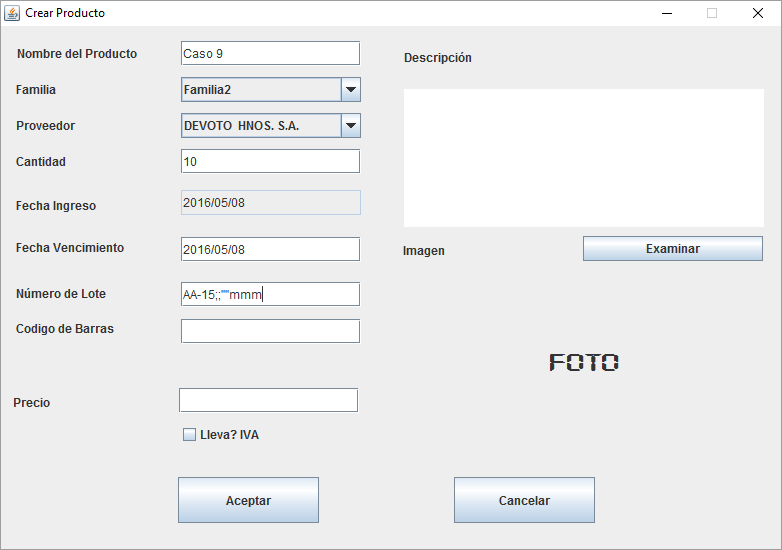 Crear Producto
Nombre del Producto Caso 9
Familia Familia2
Proveedor DEVOTO HNOS. S.A.
Cantidad 10
Fecha Ingreso 2016/05/08
Fecha Vencimiento 2016/05/08
Número de Lote AA-15;;""mmm
Codigo de Barras
Precio
Lleva? IVA
Aceptar
Descripción
Imagen Examinar
FOTO
Cancelar